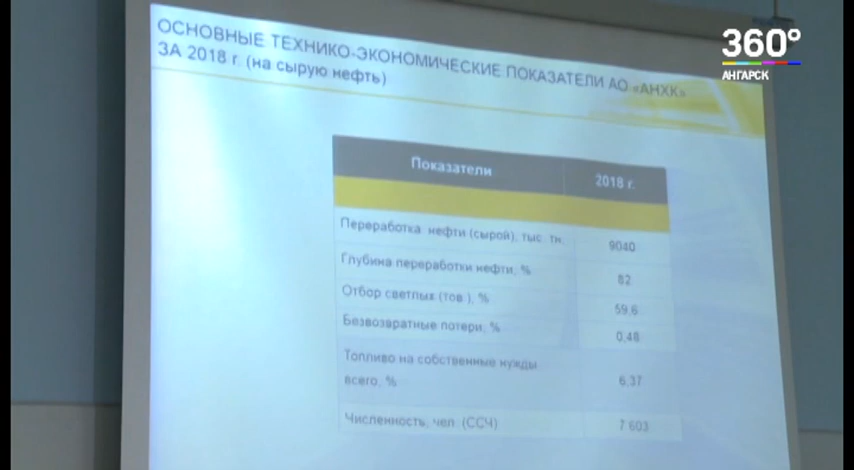 ОСНОВНЫЕ ТЕХНИКО-ЭКОНОМИЧЕСКИЕ ПОКАЗАТЕЛИ АО «АНХК»
ЗА 2018 г. (на сырую нефть)
360°
АНГАРСК
Показатели 2018 г.
Переработка нефти (сырой), тыс. тн. 9040
Глубина переработки нефти, % 82
Отбор светлых (тов.), % 59,6
Безвозвратные потери, % 0,48
Топливо на собственные нужды
всего, % 6,37
Численность, чел. (ССЧ) 7 603